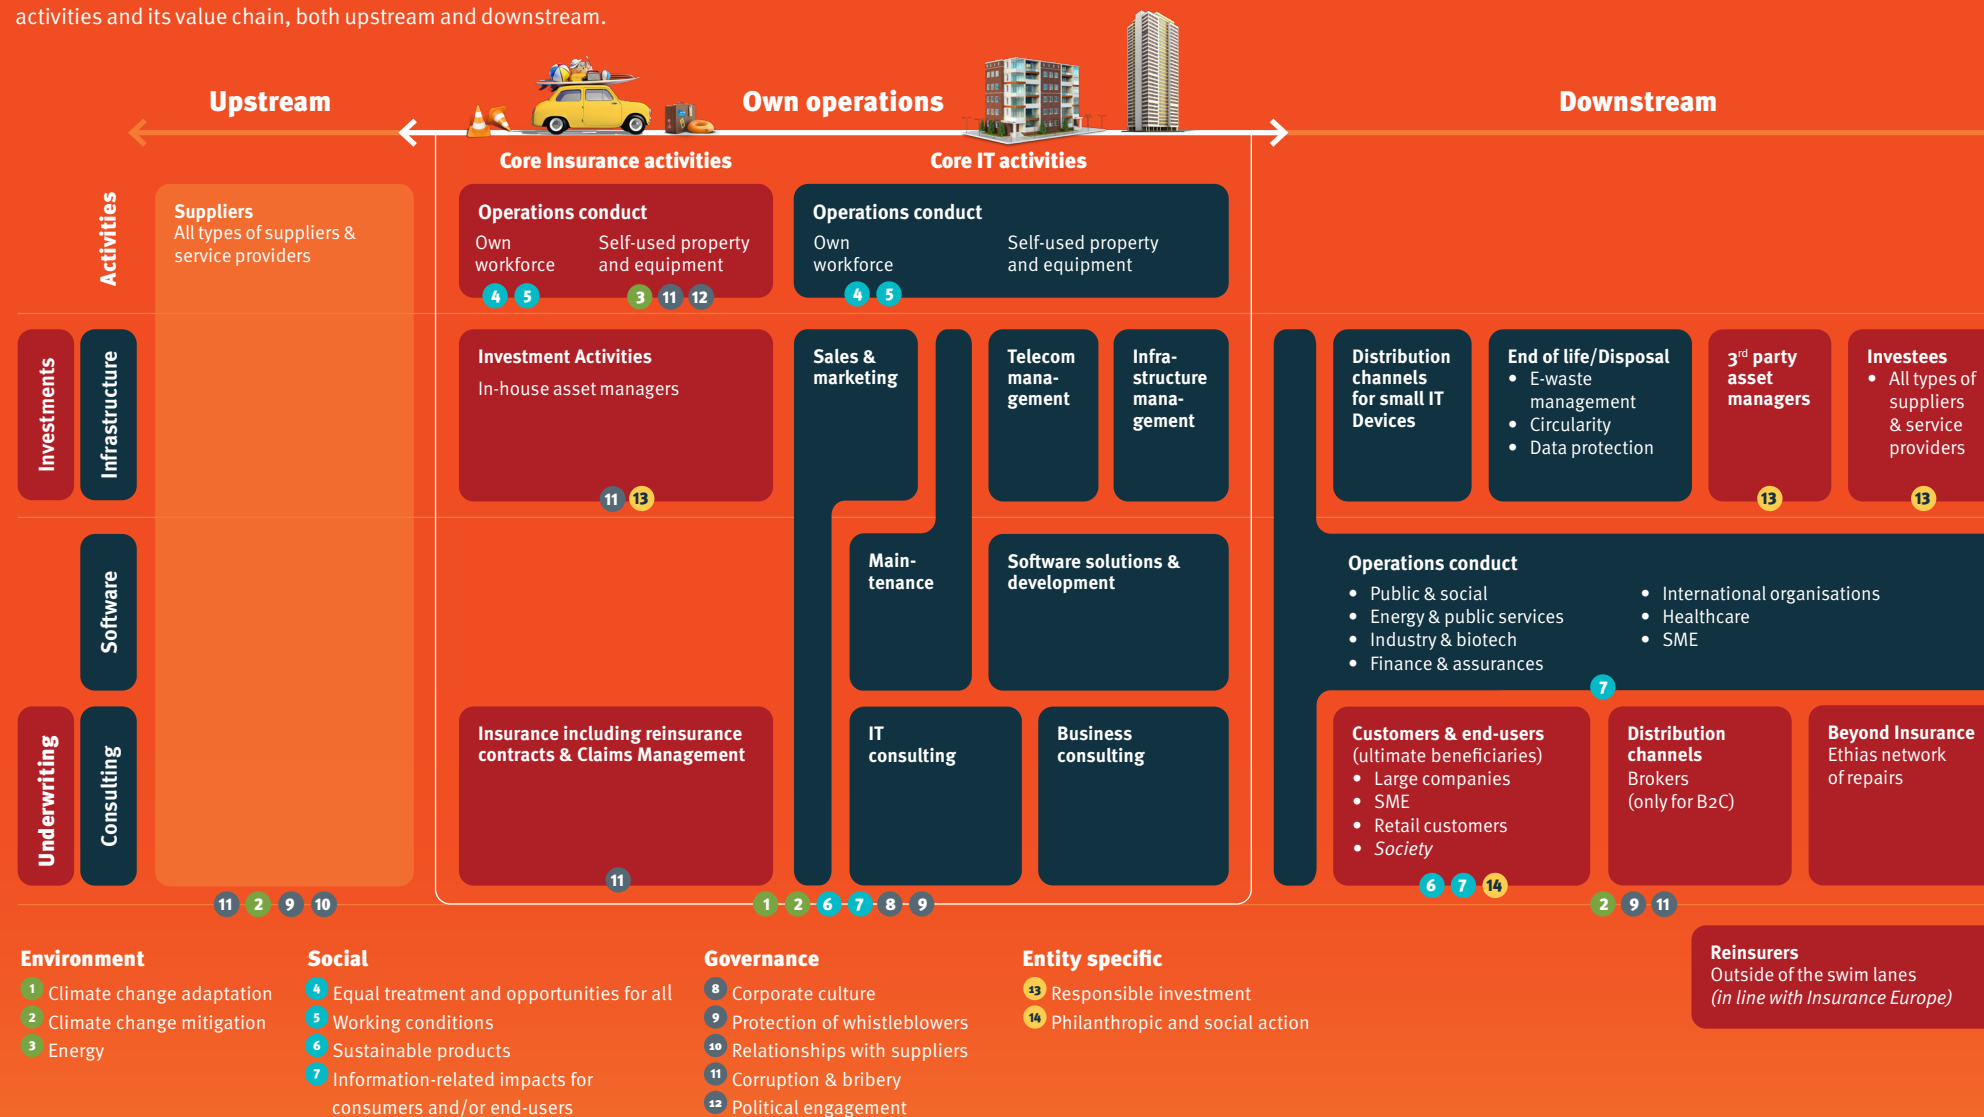 activities and its value chain, both upstream and downstream.
Upstream
Own operations
Downstream
Core Insurance activities
Core IT activities
Activities
Suppliers
All types of suppliers &
service providers
Operations conduct
Own
workforce
Self-used property
and equipment
4 5
3 11 12
Operations conduct
Own
workforce
Self-used property
and equipment
4 5
Investments
Infrastructure
Investment Activities
In-house asset managers
11 13
Sales &
marketing
Telecom
mana-
gement
Infra-
structure
mana-
gement
Distribution
channels
for small IT
Devices
End of life/Disposal
• E-waste
management
• Circularity
• Data protection
3rd party
asset
managers
13
Investees
• All types of
suppliers
& service
providers
13
Software
Main-
tenance
Software solutions &
development
Operations conduct
• Public & social
• Energy & public services
• Industry & biotech
• Finance & assurances
• International organisations
• Healthcare
• SME
7
Underwriting
Consulting
Insurance including reinsurance
contracts & Claims Management
11
IT
consulting
Business
consulting
Customers & end-users
(ultimate beneficiaries)
• Large companies
• SME
• Retail customers
• Society
6 7 14
Distribution
channels
Brokers
(only for B2C)
Beyond Insurance
Ethias network
of repairs
11 2 9 10
1 2 6 7 8 9
2 9 11
Reinsurers
Outside of the swim lanes
(in line with Insurance Europe)
Environment
1 Climate change adaptation
2 Climate change mitigation
3 Energy
Social
4 Equal treatment and opportunities for all
5 Working conditions
6 Sustainable products
7 Information-related impacts for
consumers and/or end-users
Governance
8 Corporate culture
9 Protection of whistleblowers
10 Relationships with suppliers
11 Corruption & bribery
12 Political engagement
Entity specific
13 Responsible investment
14 Philanthropic and social action